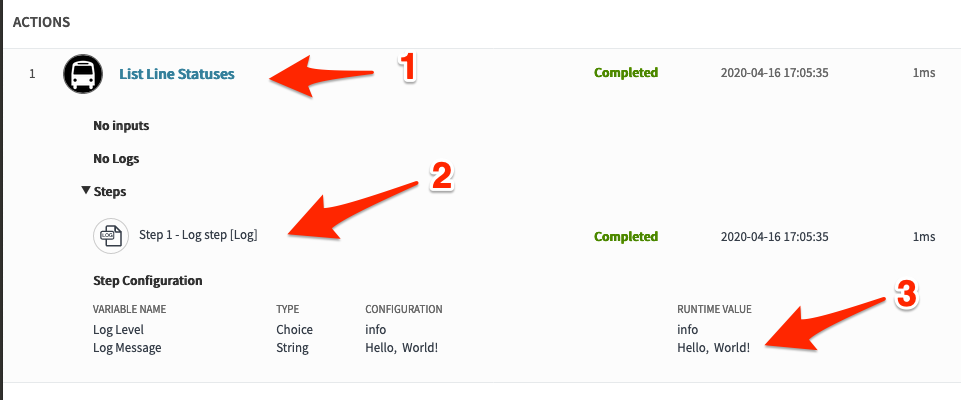 ACTIONS
1 List Line Statuses 1 Completed 2020-04-16 17:05:35 1ms
No inputs
No Logs
2
▼ Steps
LOG Step 1 - Log step [Log] Completed 2020-04-16 17:05:35 1ms
Step Configuration
3
VARIABLE NAME TYPE CONFIGURATION RUNTIME VALUE
Log Level Choice info info
Log Message String Hello, World! Hello, World!